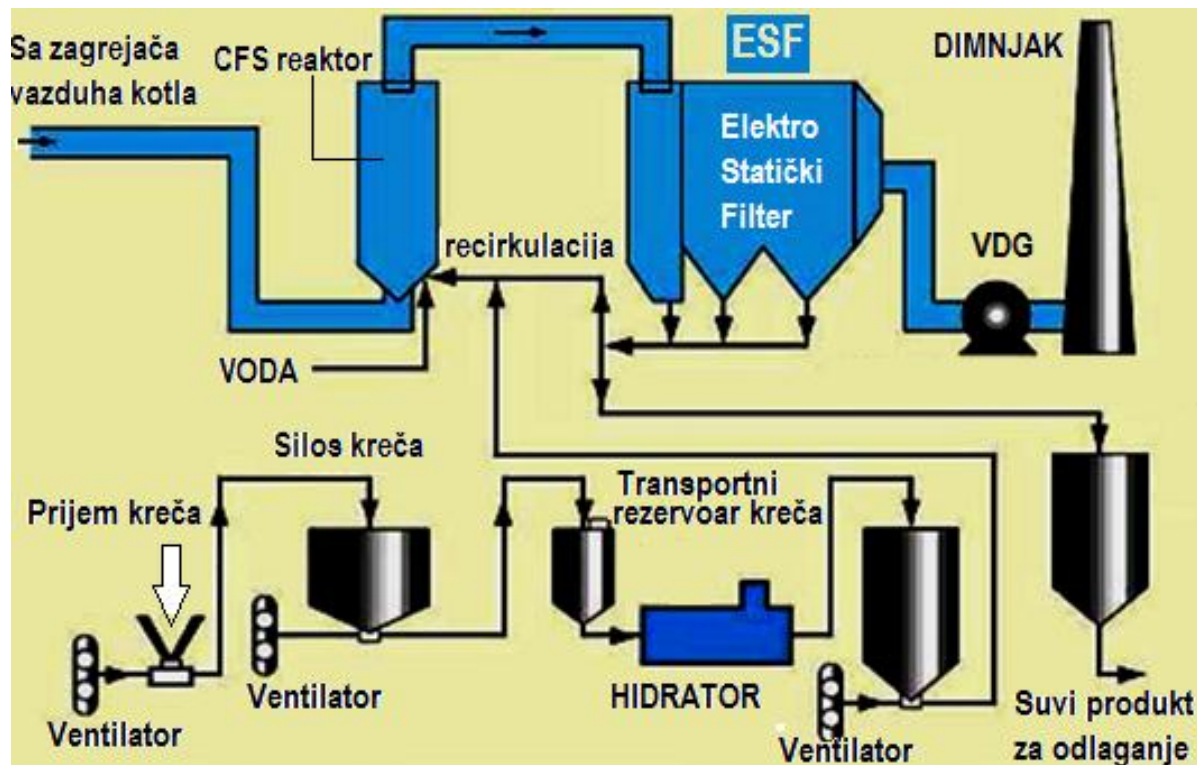 Sa zagrejača
vazduha kotla
CFS reaktor
ESF
DIMNJAK
Elektro
Statički
Filter
recirkulacija
VDG
VODA
Silos kreča
Prijem kreča
Transportni
rezervoar kreča
Ventilator
Ventilator
HIDRATOR
Ventilator
Suvi produkt
za odlaganje